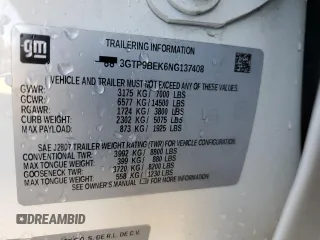 gm
TRAILERING INFORMATION
3GTP9BEK6NG137408
VEHICLE AND TRAILER MUST NOT EXCEED ANY OF THESE VALUES
GVWR: 3175 KG/ 7000 LBS
GCWR: 6577 KG/14500 LBS
RGAWR: 1724 KG/ 3800 LBS
CURB WEIGHT: 2302 KG/ 5075 LBS
MAX PAYLOAD: 873 KG/ 1925 LBS
SAE J2807 TRAILER WEIGHT RATING (TWR) FOR VEHICLE
CONVENTIONAL TWR: 3992 KG/ 8800 LBS
MAX TONGUE WEIGHT: 399 KG/ 880 LBS
GOOSENECK TWR: 3720 KG/ 8200 LBS
MAX TONGUE WEIGHT: 558 KG/ 1230 LBS
SEE OWNER'S MANUAL
S. DE R.L. DE C.V.
DREAMBID